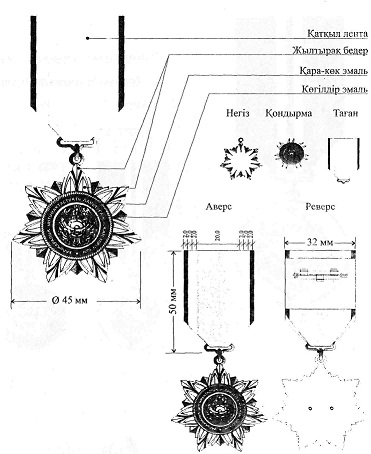 Қатқыл лента
Жылтырақ бедер
Қара-көк эмаль
Көгілдір эмаль
Негіз Қондырма Таған
Аверс Реверс
20,0
32 мм
50 мм
Ø 45 мм